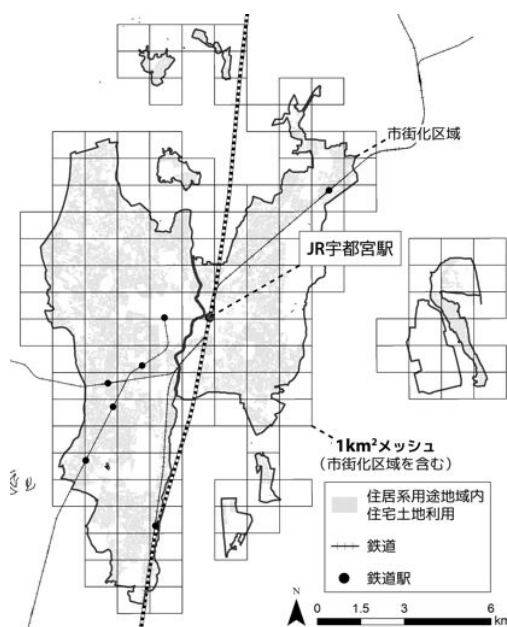 市街化区域
JR宇都宮駅
1km²メッシュ
(市街化区域を含む)
住居系用途地域内
住宅土地利用
鉄道
鉄道駅
N
0 1.5 3 6
km